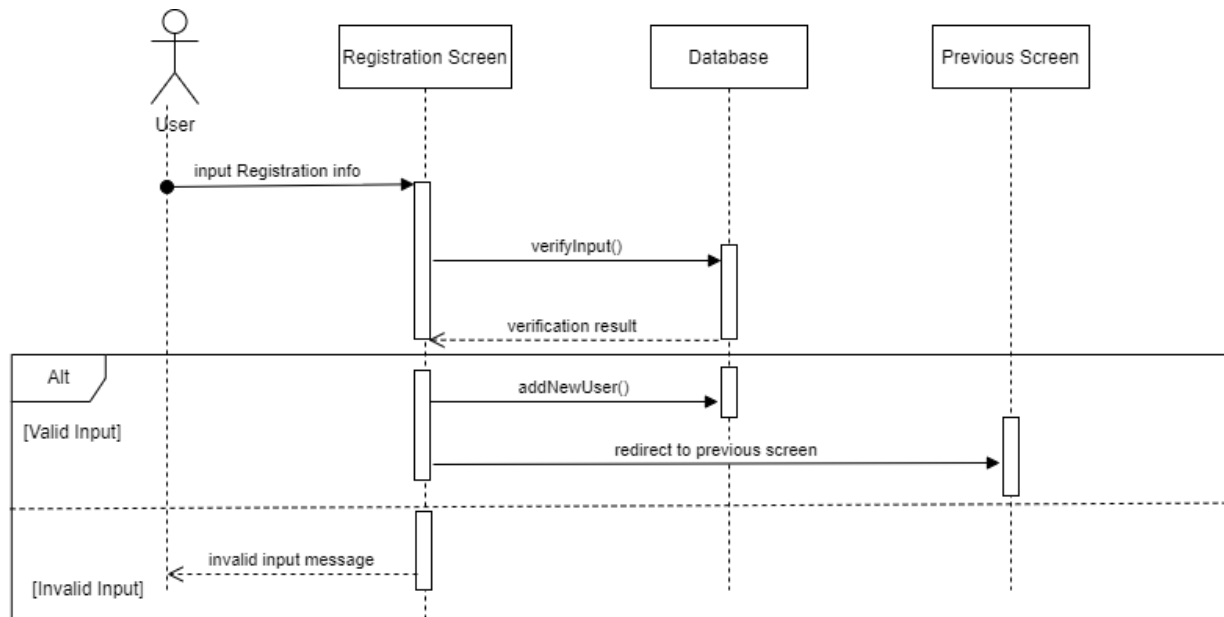 Registration Screen
Database
Previous Screen
User
input Registration info
verifyInput()
verification result
Alt
addNewUser()
[Valid Input]
redirect to previous screen
invalid input message
[Invalid Input]